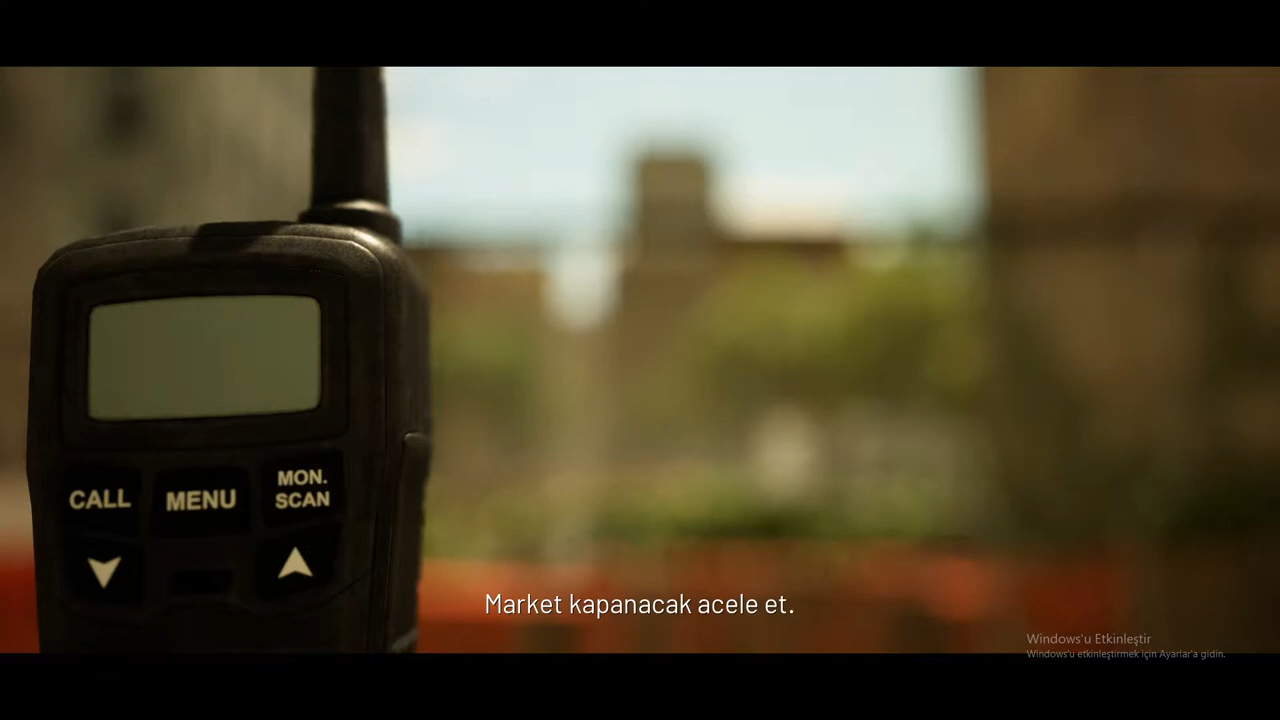 CALL
MENU
MON.
SCAN
Market kapanacak acele et.
Windows'u Etkinleştir
Windows'u etkinleştirmek için Ayarlar'a gidin.